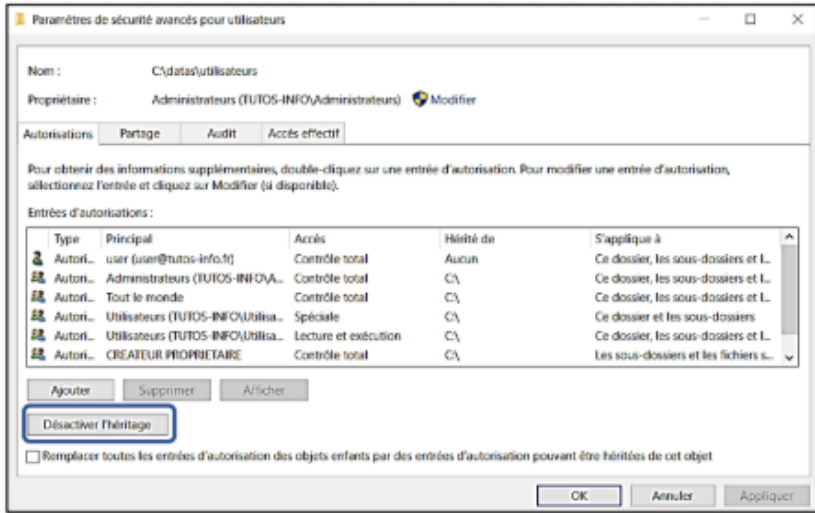 Paramètres de sécurité avancés pour utilisateurs
Nom : C:\datas\utilisateurs
Propriétaire : Administrateurs (TUTOS-INFO\Administrateurs) Modifier
Autorisations Partage Audit Accès effectif
Pour obtenir des informations supplémentaires, double-cliquez sur une entrée d'autorisation. Pour modifier une entrée d'autorisation,
sélectionnez l'entrée et cliquez sur Modifier (si disponible).
Entrées d'autorisations :
Type Principal Accès Hérité de S'applique à
Autori... user (user@tutos-info.fr) Contrôle total Aucun Ce dossier, les sous-dossiers et l...
Autori... Administrateurs (TUTOS-INFO\A... Contrôle total C:\ Ce dossier, les sous-dossiers et l...
Autori... Tout le monde Contrôle total C:\ Ce dossier, les sous-dossiers et l...
Autori... Utilisateurs (TUTOS-INFO\Utilisa... Spéciale C:\ Ce dossier et les sous-dossiers
Autori... Utilisateurs (TUTOS-INFO\Utilisa... Lecture et exécution C:\ Ce dossier, les sous-dossiers et l...
Autori... CREATEUR PROPRIETAIRE Contrôle total C:\ Les sous-dossiers et les fichiers s...
Ajouter Supprimer Afficher
Désactiver l'héritage
Remplacer toutes les entrées d'autorisation des objets enfants par des entrées d'autorisation pouvant être héritées de cet objet
OK Annuler Appliquer